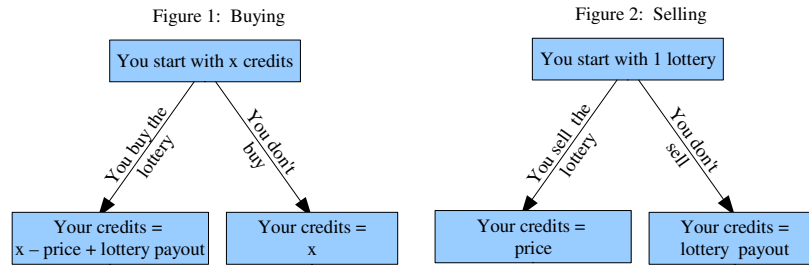 Figure 1:  Buying
You start with x credits
You buy the
lottery
You don't
buy
Your credits =
x – price + lottery payout
Your credits =
x
Figure 2:  Selling
You start with 1 lottery
You sell  the
lottery
You don't
sell
Your credits =
price
Your credits =
lottery  payout